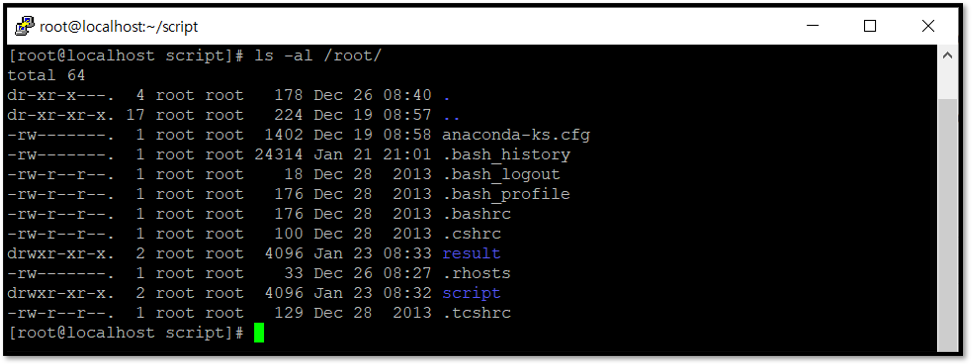 root@localhost:~/script
[root@localhost script]# ls -al /root/
total 64
dr-xr-x---.  4 root root   178 Dec 26 08:40 .
dr-xr-xr-x. 17 root root   224 Dec 19 08:57 ..
-rw-------.  1 root root  1402 Dec 19 08:58 anaconda-ks.cfg
-rw-------.  1 root root 24314 Jan 21 21:01 .bash_history
-rw-r--r--.  1 root root    18 Dec 28  2013 .bash_logout
-rw-r--r--.  1 root root   176 Dec 28  2013 .bash_profile
-rw-r--r--.  1 root root   176 Dec 28  2013 .bashrc
-rw-r--r--.  1 root root   100 Dec 28  2013 .cshrc
drwxr-xr-x.  2 root root  4096 Jan 23 08:33 result
-rw-------.  1 root root    33 Dec 26 08:27 .rhosts
drwxr-xr-x.  2 root root  4096 Jan 23 08:32 script
-rw-r--r--.  1 root root   129 Dec 28  2013 .tcshrc
[root@localhost script]#